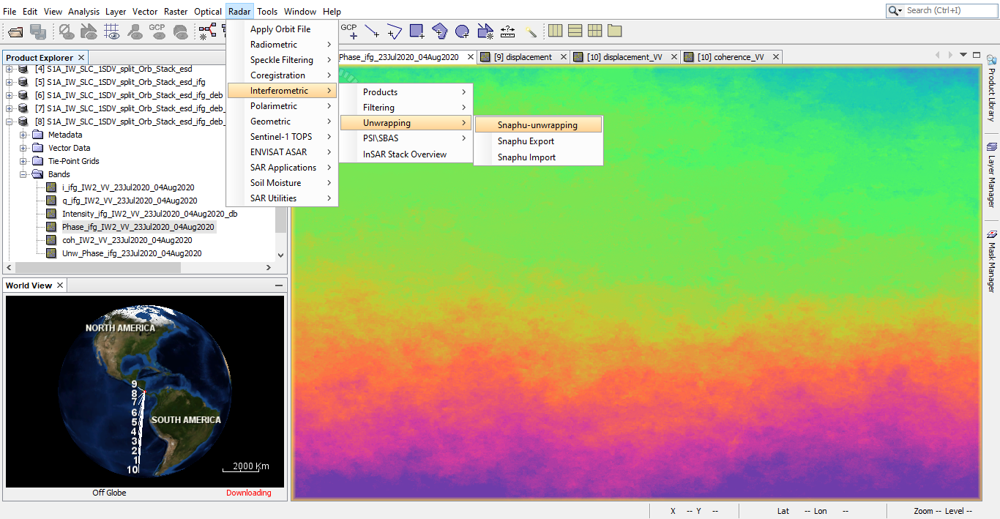 File Edit View Analysis Layer Vector Raster Optical Radar Tools Window Help
Search (Ctrl+I)
GCP
GCP
Product Explorer
[4] S1A_IW_SLC_1SDV_split_Orb_Stack_esd
[5] S1A_IW_SLC_1SDV_split_Orb_Stack_esd_ifg
[6] S1A_IW_SLC_1SDV_split_Orb_Stack_esd_ifg_deb
[7] S1A_IW_SLC_1SDV_split_Orb_Stack_esd_ifg_deb_
[8] S1A_IW_SLC_1SDV_split_Orb_Stack_esd_ifg_deb_
Metadata
Vector Data
Tie-Point Grids
Bands
i_ifg_IW2_VV_23Jul2020_04Aug2020
q_ifg_IW2_VV_23Jul2020_04Aug2020
Intensity_ifg_IW2_VV_23Jul2020_04Aug2020_db
Phase_ifg_IW2_VV_23Jul2020_04Aug2020
coh_IW2_VV_23Jul2020_04Aug2020
Unw_Phase_ifg_23Jul2020_04Aug2020
Apply Orbit File
Radiometric
Speckle Filtering
Coregistration
Interferometric
Polarimetric
Geometric
Sentinel-1 TOPS
ENVISAT ASAR
SAR Applications
Soil Moisture
SAR Utilities
Products
Filtering
Unwrapping
PSI\SBAS
InSAR Stack Overview
Snaphu-unwrapping
Snaphu Export
Snaphu Import
Phase_ifg_23Jul2020_04Aug2020
[9] displacement
[10] displacement_VV
[10] coherence_VV
Product Library
Layer Manager
Mask Manager
World View
NORTH AMERICA
SOUTH AMERICA
9
8
7
6
5
4
3
2
1
10
2000 Km
Off Globe
Downloading
X -- Y -- Lat -- Lon -- Zoom -- Level --